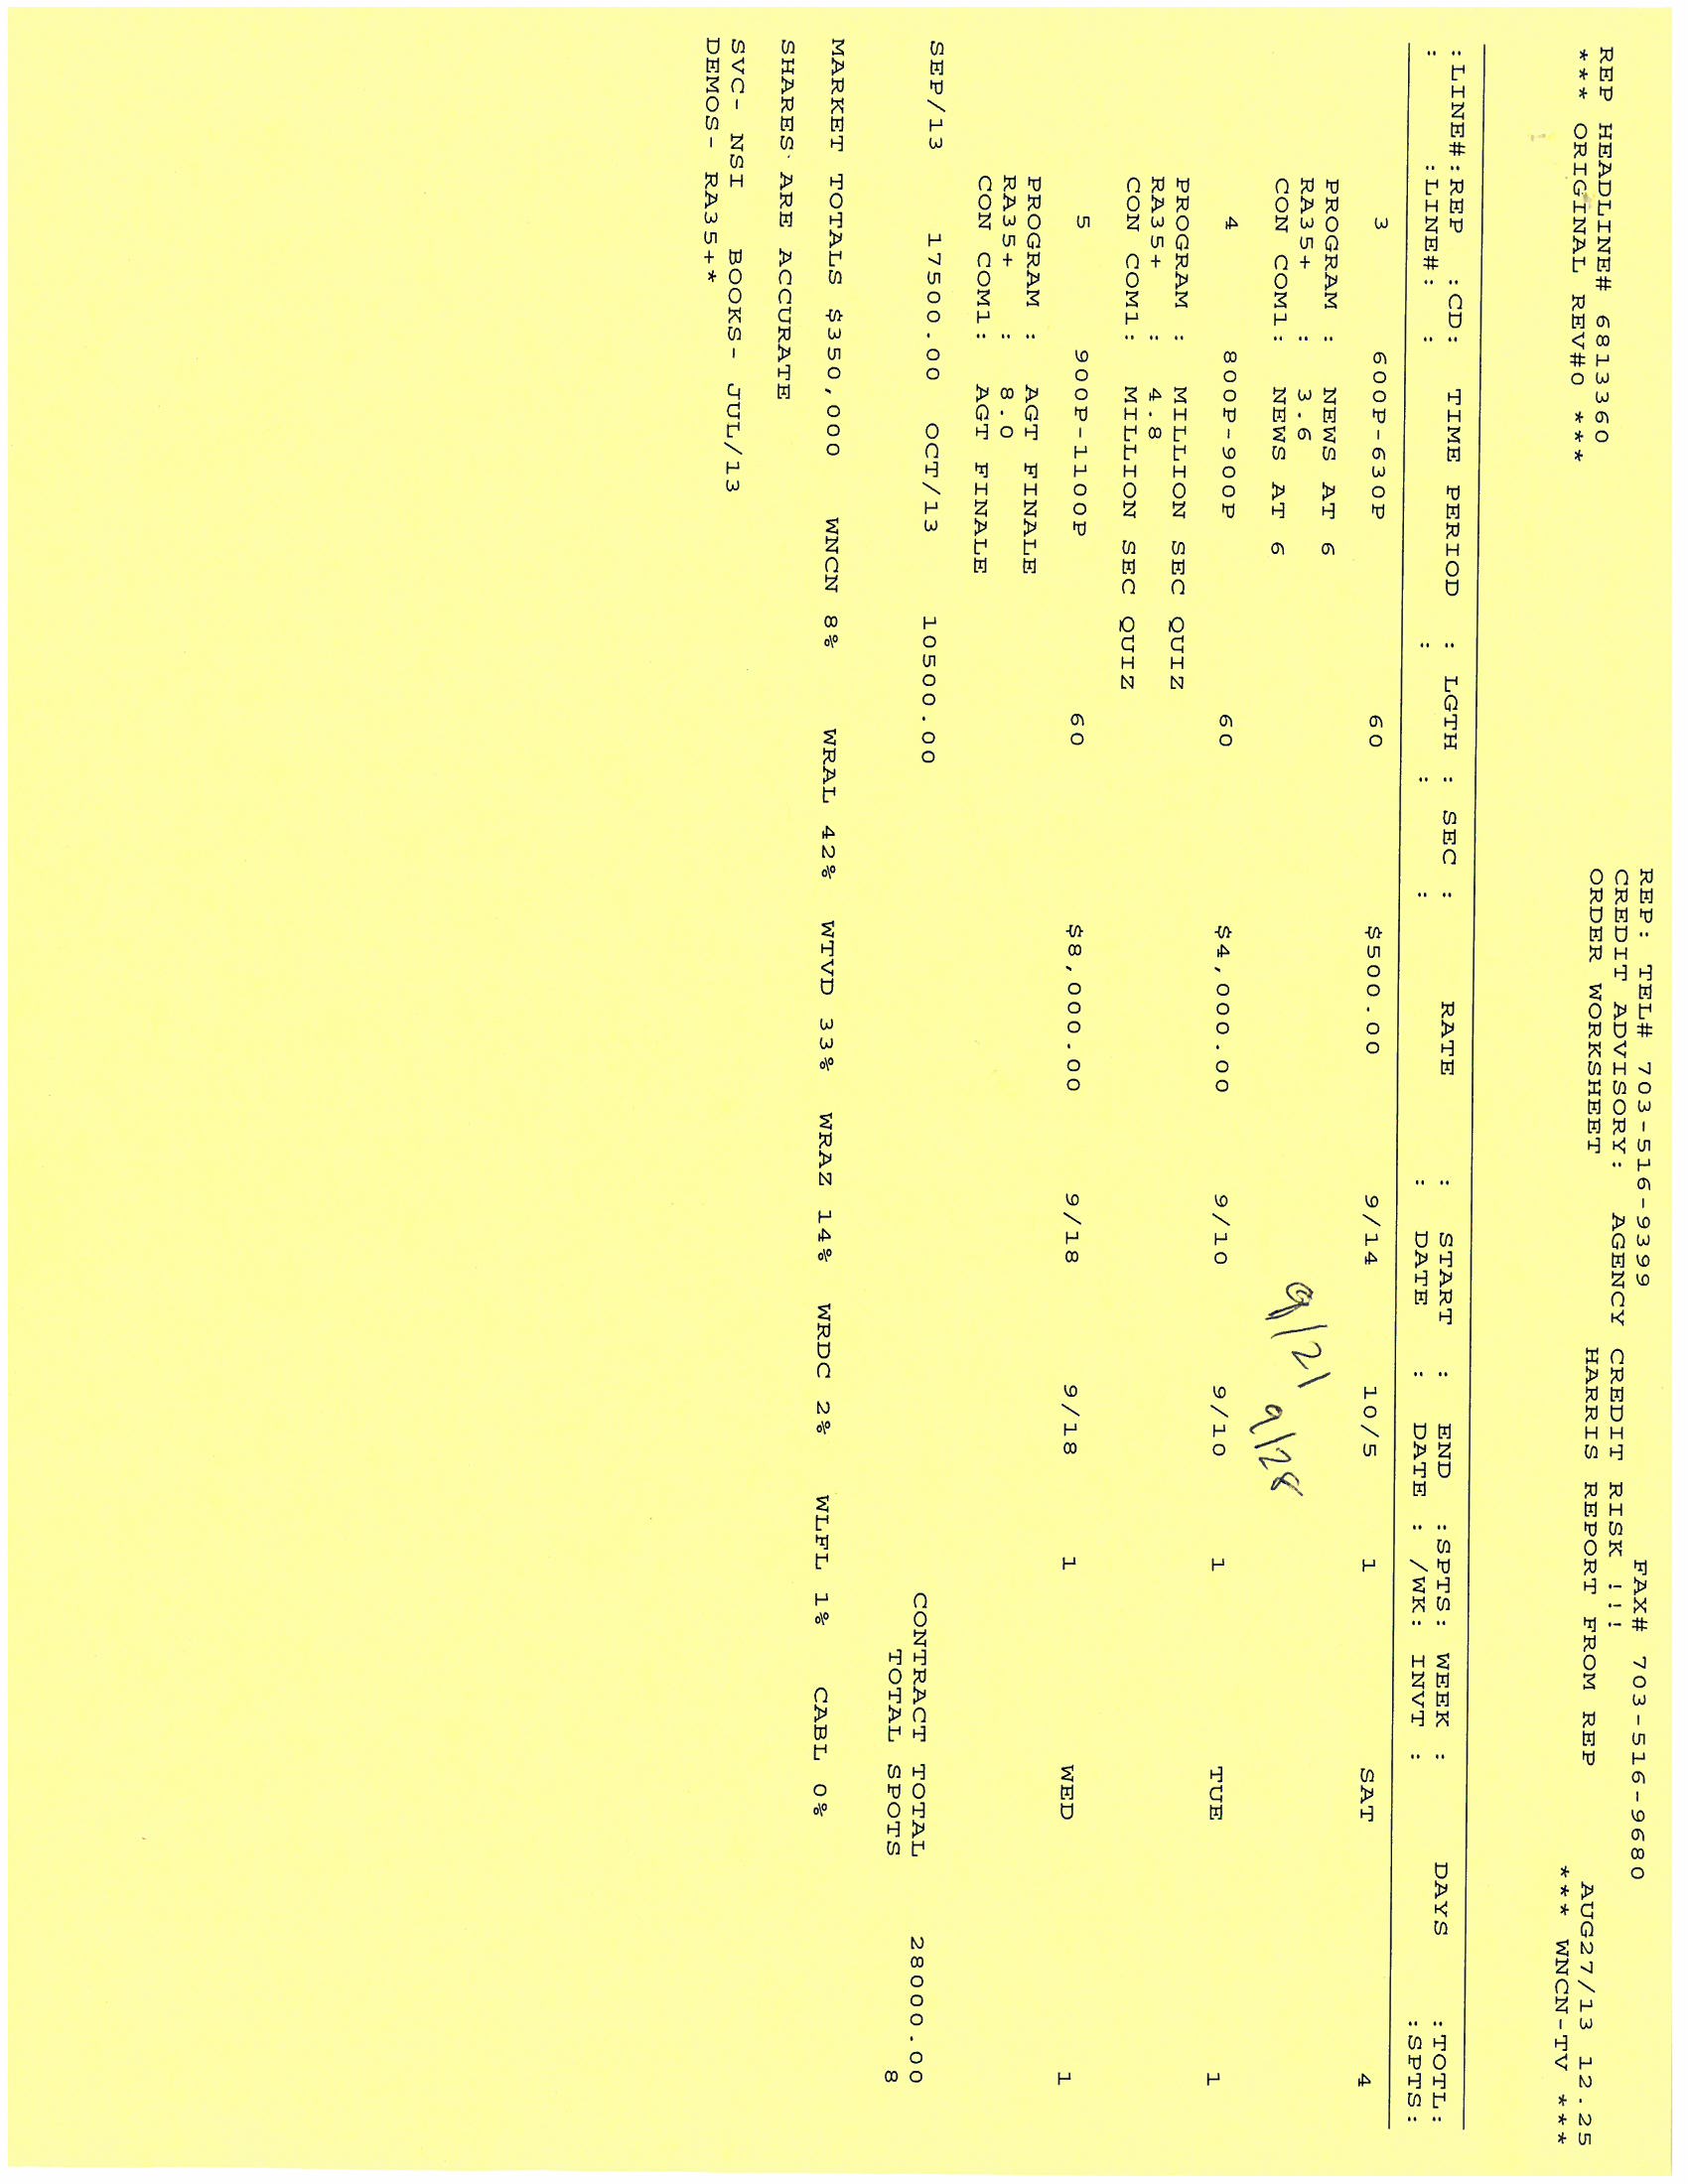 REP: TEL# 703-516-9399 FAX# 703-516-9680
REP HEADLINE# 6813360 CREDIT ADVISORY: AGENCY CREDIT RISK !!! AUG27/13 12.25
*** ORIGINAL REV#0 *** ORDER WORKSHEET HARRIS REPORT FROM REP *** WNCN-TV ***
:LINE#:REP :CD: TIME PERIOD : LGTH : SEC : RATE : START : END :SPTS: WEEK : DAYS :TOTL:
: :LINE#: : : : : : DATE : DATE : /WK: INVT : :SPTS:
3 600P-630P 60 $500.00 9/14 10/5 1 SAT 4
PROGRAM : NEWS AT 6
RA35+ : 3.6 9/21 9/28
CON COM1: NEWS AT 6
4 800P-900P 60 $4,000.00 9/10 9/10 1 TUE 1
PROGRAM : MILLION SEC QUIZ
RA35+ : 4.8
CON COM1: MILLION SEC QUIZ
5 900P-1100P 60 $8,000.00 9/18 9/18 1 WED 1
PROGRAM : AGT FINALE
RA35+ : 8.0
CON COM1: AGT FINALE
SEP/13 17500.00 OCT/13 10500.00
CONTRACT TOTAL 28000.00
TOTAL SPOTS 8
MARKET TOTALS $350,000 WNCN 8% WRAL 42% WTVD 33% WRAZ 14% WRDC 2% WLFL 1% CABL 0%
SHARES ARE ACCURATE
SVC- NSI BOOKS- JUL/13
DEMOS- RA35+*